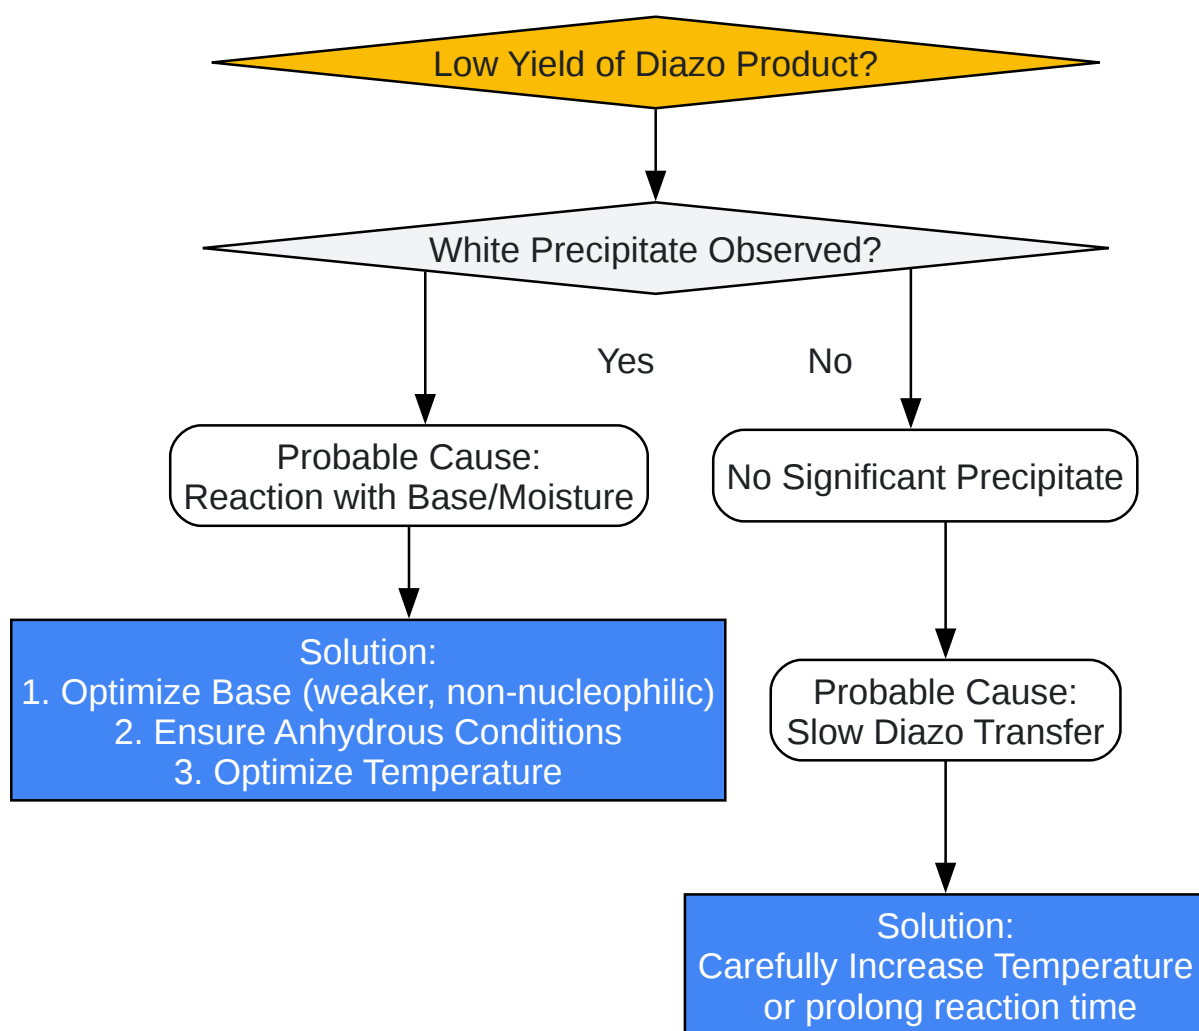 Low Yield of Diazo Product?
White Precipitate Observed?
Yes
No
Probable Cause:
Reaction with Base/Moisture
No Significant Precipitate
Solution:
1. Optimize Base (weaker, non-nucleophilic)
2. Ensure Anhydrous Conditions
3. Optimize Temperature
Probable Cause:
Slow Diazo Transfer
Solution:
Carefully Increase Temperature
or prolong reaction time